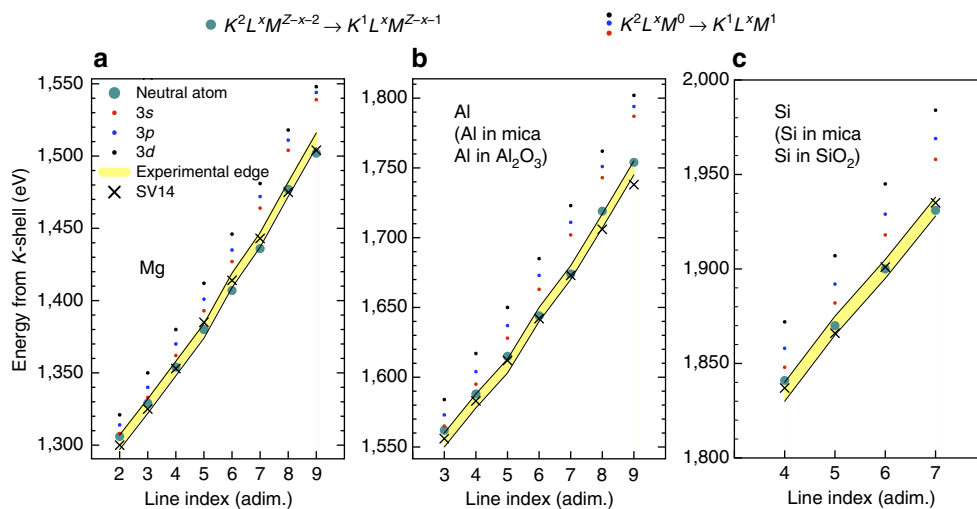 K²LˣM^{Z–x–2} → K¹LˣM^{Z–x–1}
K²LˣM⁰ → K¹LˣM¹
a
b
c
Energy from K-shell (eV)
1,550
1,500
1,450
1,400
1,350
1,300
Neutral atom
3s
3p
3d
Experimental edge
SV14
Mg
2 3 4 5 6 7 8 9
Line index (adim.)
1,800
1,750
1,700
1,650
1,600
1,550
Al
(Al in mica
Al in Al₂O₃)
3 4 5 6 7 8 9
Line index (adim.)
2,000
1,950
1,900
1,850
1,800
Si
(Si in mica
Si in SiO₂)
4 5 6 7
Line index (adim.)